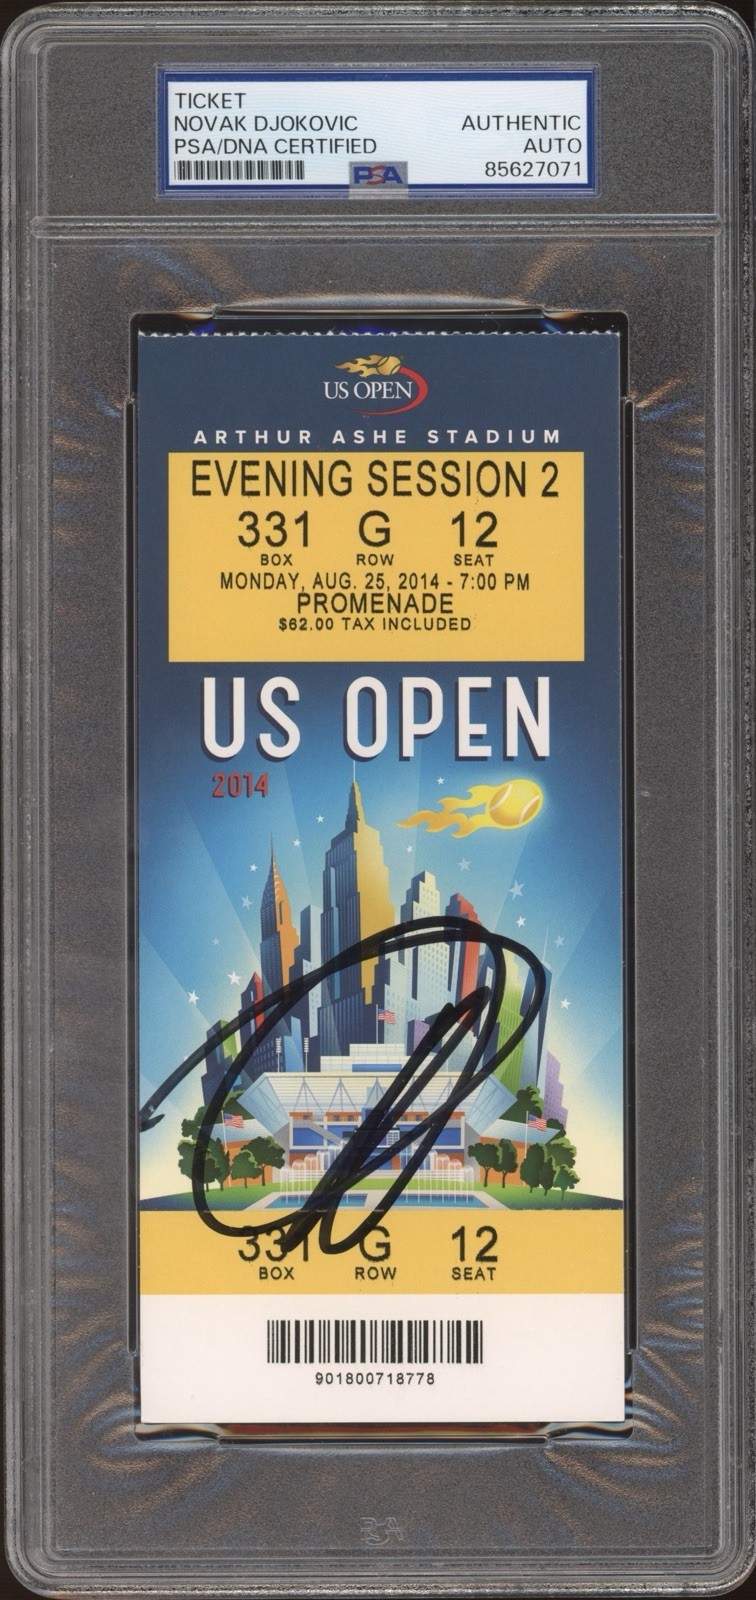 TICKET
NOVAK DJOKOVIC
PSA/DNA CERTIFIED
AUTHENTIC
AUTO
85627071
PSA
US OPEN
ARTHUR ASHE STADIUM
EVENING SESSION 2
331 G 12
BOX ROW SEAT
MONDAY, AUG. 25, 2014 - 7:00 PM
PROMENADE
$62.00 TAX INCLUDED
US OPEN
2014
331 G 12
BOX ROW SEAT
901800718778
PSA